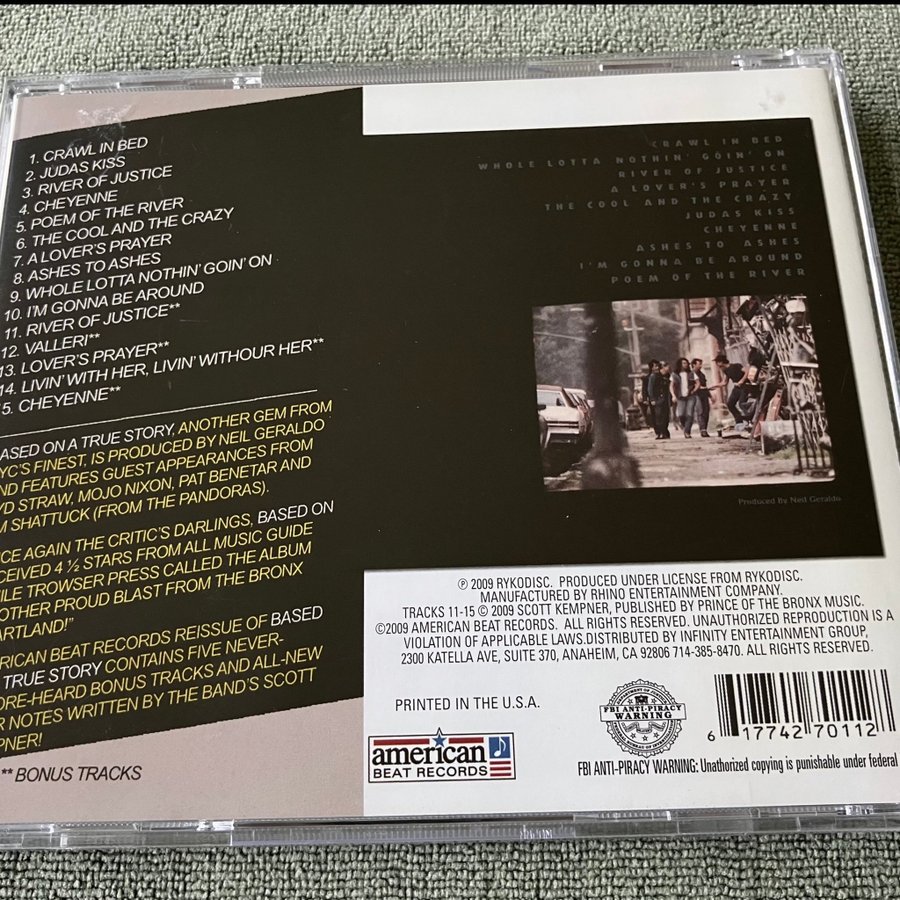 1. CRAWL IN BED
2. JUDAS KISS
3. RIVER OF JUSTICE
4. CHEYENNE
5. POEM OF THE RIVER
6. THE COOL AND THE CRAZY
7. A LOVER'S PRAYER
8. ASHES TO ASHES
9. WHOLE LOTTA NOTHIN' GOIN' ON
10. I'M GONNA BE AROUND
11. RIVER OF JUSTICE**
12. VALLERI**
13. LOVER'S PRAYER**
14. LIVIN' WITH HER, LIVIN' WITHOUR HER**
15. CHEYENNE**
ASED ON A TRUE STORY, ANOTHER GEM FROM
YC'S FINEST, IS PRODUCED BY NEIL GERALDO
ND FEATURES GUEST APPEARANCES FROM
YD STRAW, MOJO NIXON, PAT BENETAR AND
M SHATTUCK (FROM THE PANDORAS).
CE AGAIN THE CRITIC'S DARLINGS, BASED ON
CEIVED 4 ½ STARS FROM ALL MUSIC GUIDE
ILE TROWSER PRESS CALLED THE ALBUM
OTHER PROUD BLAST FROM THE BRONX
ARTLAND!"
RICAN BEAT RECORDS REISSUE OF BASED
TRUE STORY CONTAINS FIVE NEVER-
ORE-HEARD BONUS TRACKS AND ALL-NEW
R NOTES WRITTEN BY THE BAND'S SCOTT
PNER!
** BONUS TRACKS
CRAWL IN BED
WHOLE LOTTA NOTHIN' GOIN' ON
RIVER OF JUSTICE
A LOVER'S PRAYER
THE COOL AND THE CRAZY
JUDAS KISS
CHEYENNE
ASHES TO ASHES
I'M GONNA BE AROUND
POEM OF THE RIVER
Produced By Neil Geraldo
℗ 2009 RYKODISC. PRODUCED UNDER LICENSE FROM RYKODISC.
MANUFACTURED BY RHINO ENTERTAINMENT COMPANY.
TRACKS 11-15 © 2009 SCOTT KEMPNER, PUBLISHED BY PRINCE OF THE BRONX MUSIC.
©2009 AMERICAN BEAT RECORDS. ALL RIGHTS RESERVED. UNAUTHORIZED REPRODUCTION IS A
VIOLATION OF APPLICABLE LAWS.DISTRIBUTED BY INFINITY ENTERTAINMENT GROUP,
2300 KATELLA AVE, SUITE 370, ANAHEIM, CA 92806 714-385-8470. ALL RIGHTS RESERVED.
PRINTED IN THE U.S.A.
american
BEAT RECORDS
FBI ANTI-PIRACY
WARNING
6 17742 70112
FBI ANTI-PIRACY WARNING: Unauthorized copying is punishable under federal